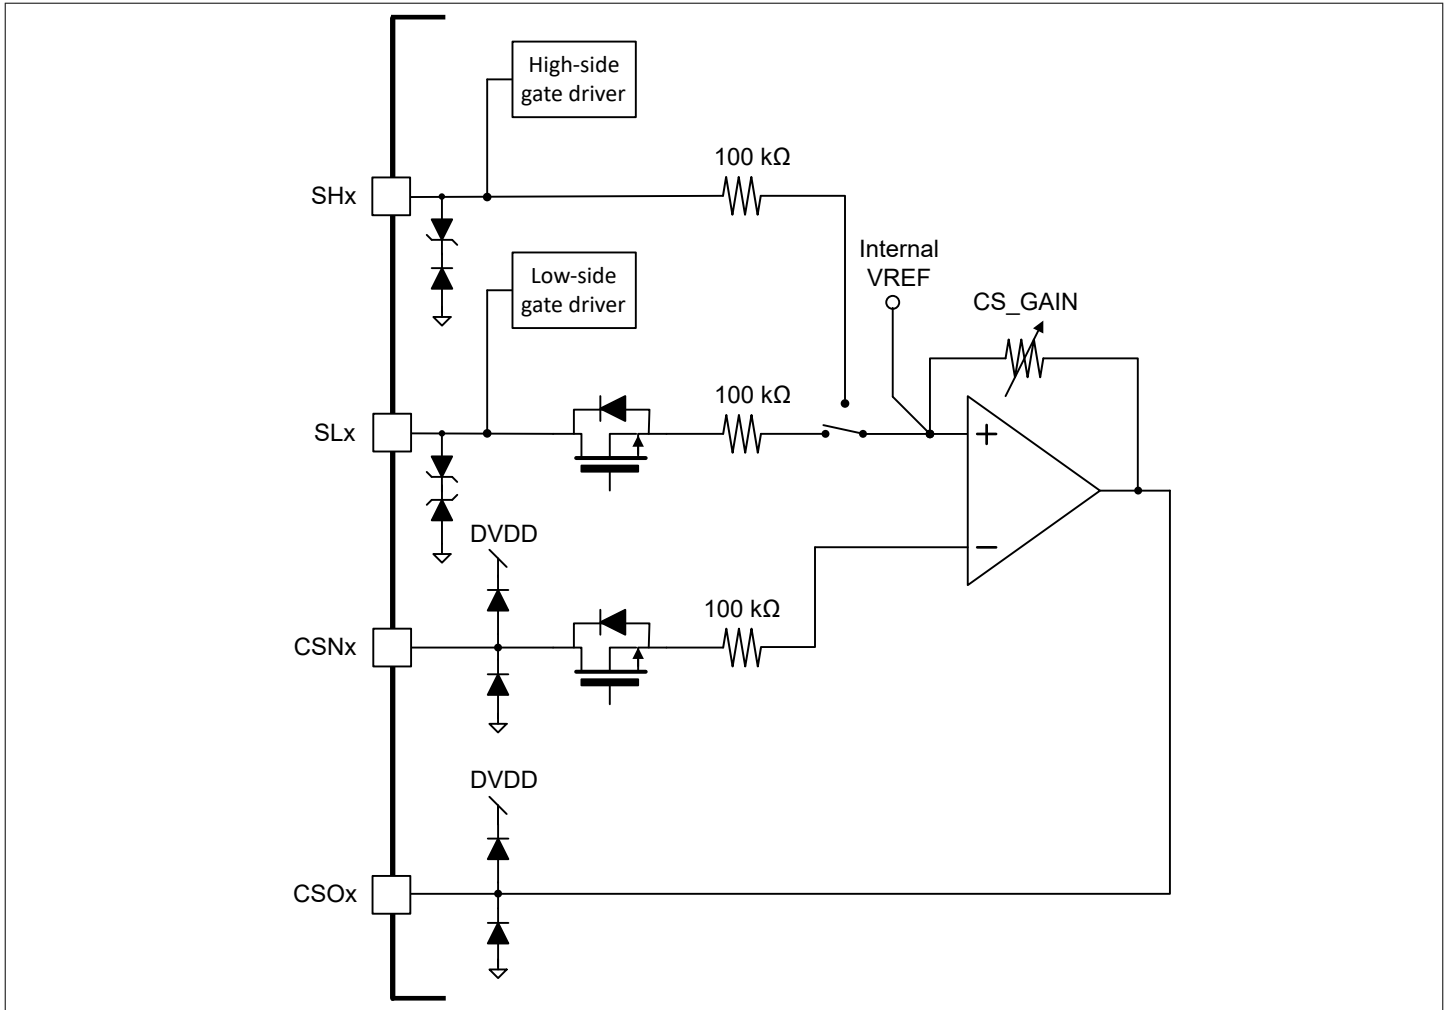 High-side
gate driver
100 kΩ
SHx
Internal
VREF
Low-side
gate driver
CS_GAIN
100 kΩ
SLx
+
DVDD
−
100 kΩ
CSNx
DVDD
CSOx